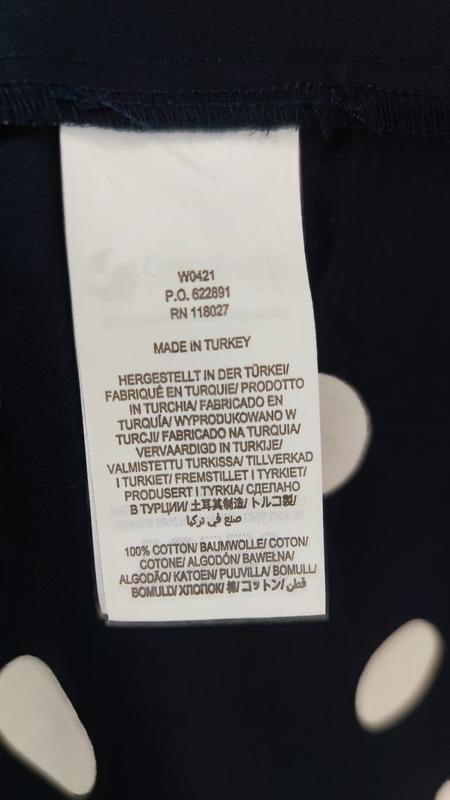 W0421
P.O. 622891
RN 118027
MADE IN TURKEY
HERGESTELLT IN DER TÜRKEI/
FABRIQUÉ EN TURQUIE/ PRODOTTO
IN TURCHIA/ FABRICADO EN
TURQUÍA/ WYPRODUKOWANO W
TURCJI/ FABRICADO NA TURQUIA/
VERVAARDIGD IN TURKIJE/
VALMISTETTU TURKISSA/ TILLVERKAD
I TURKIET/ FREMSTILLET I TYRKIET/
PRODUSERT I TYRKIA/ СДЕЛАНО
В ТУРЦИИ/ 土耳其制造/ トルコ製/
صنع في تركيا
100% COTTON/ BAUMWOLLE/ COTON/
COTONE/ ALGODÓN/ BAWEŁNA/
ALGODÃO/ KATOEN/ PUUVILLA/ BOMULL/
BOMULD/ ХЛОПОК/ 棉/ コットン/ قطن/